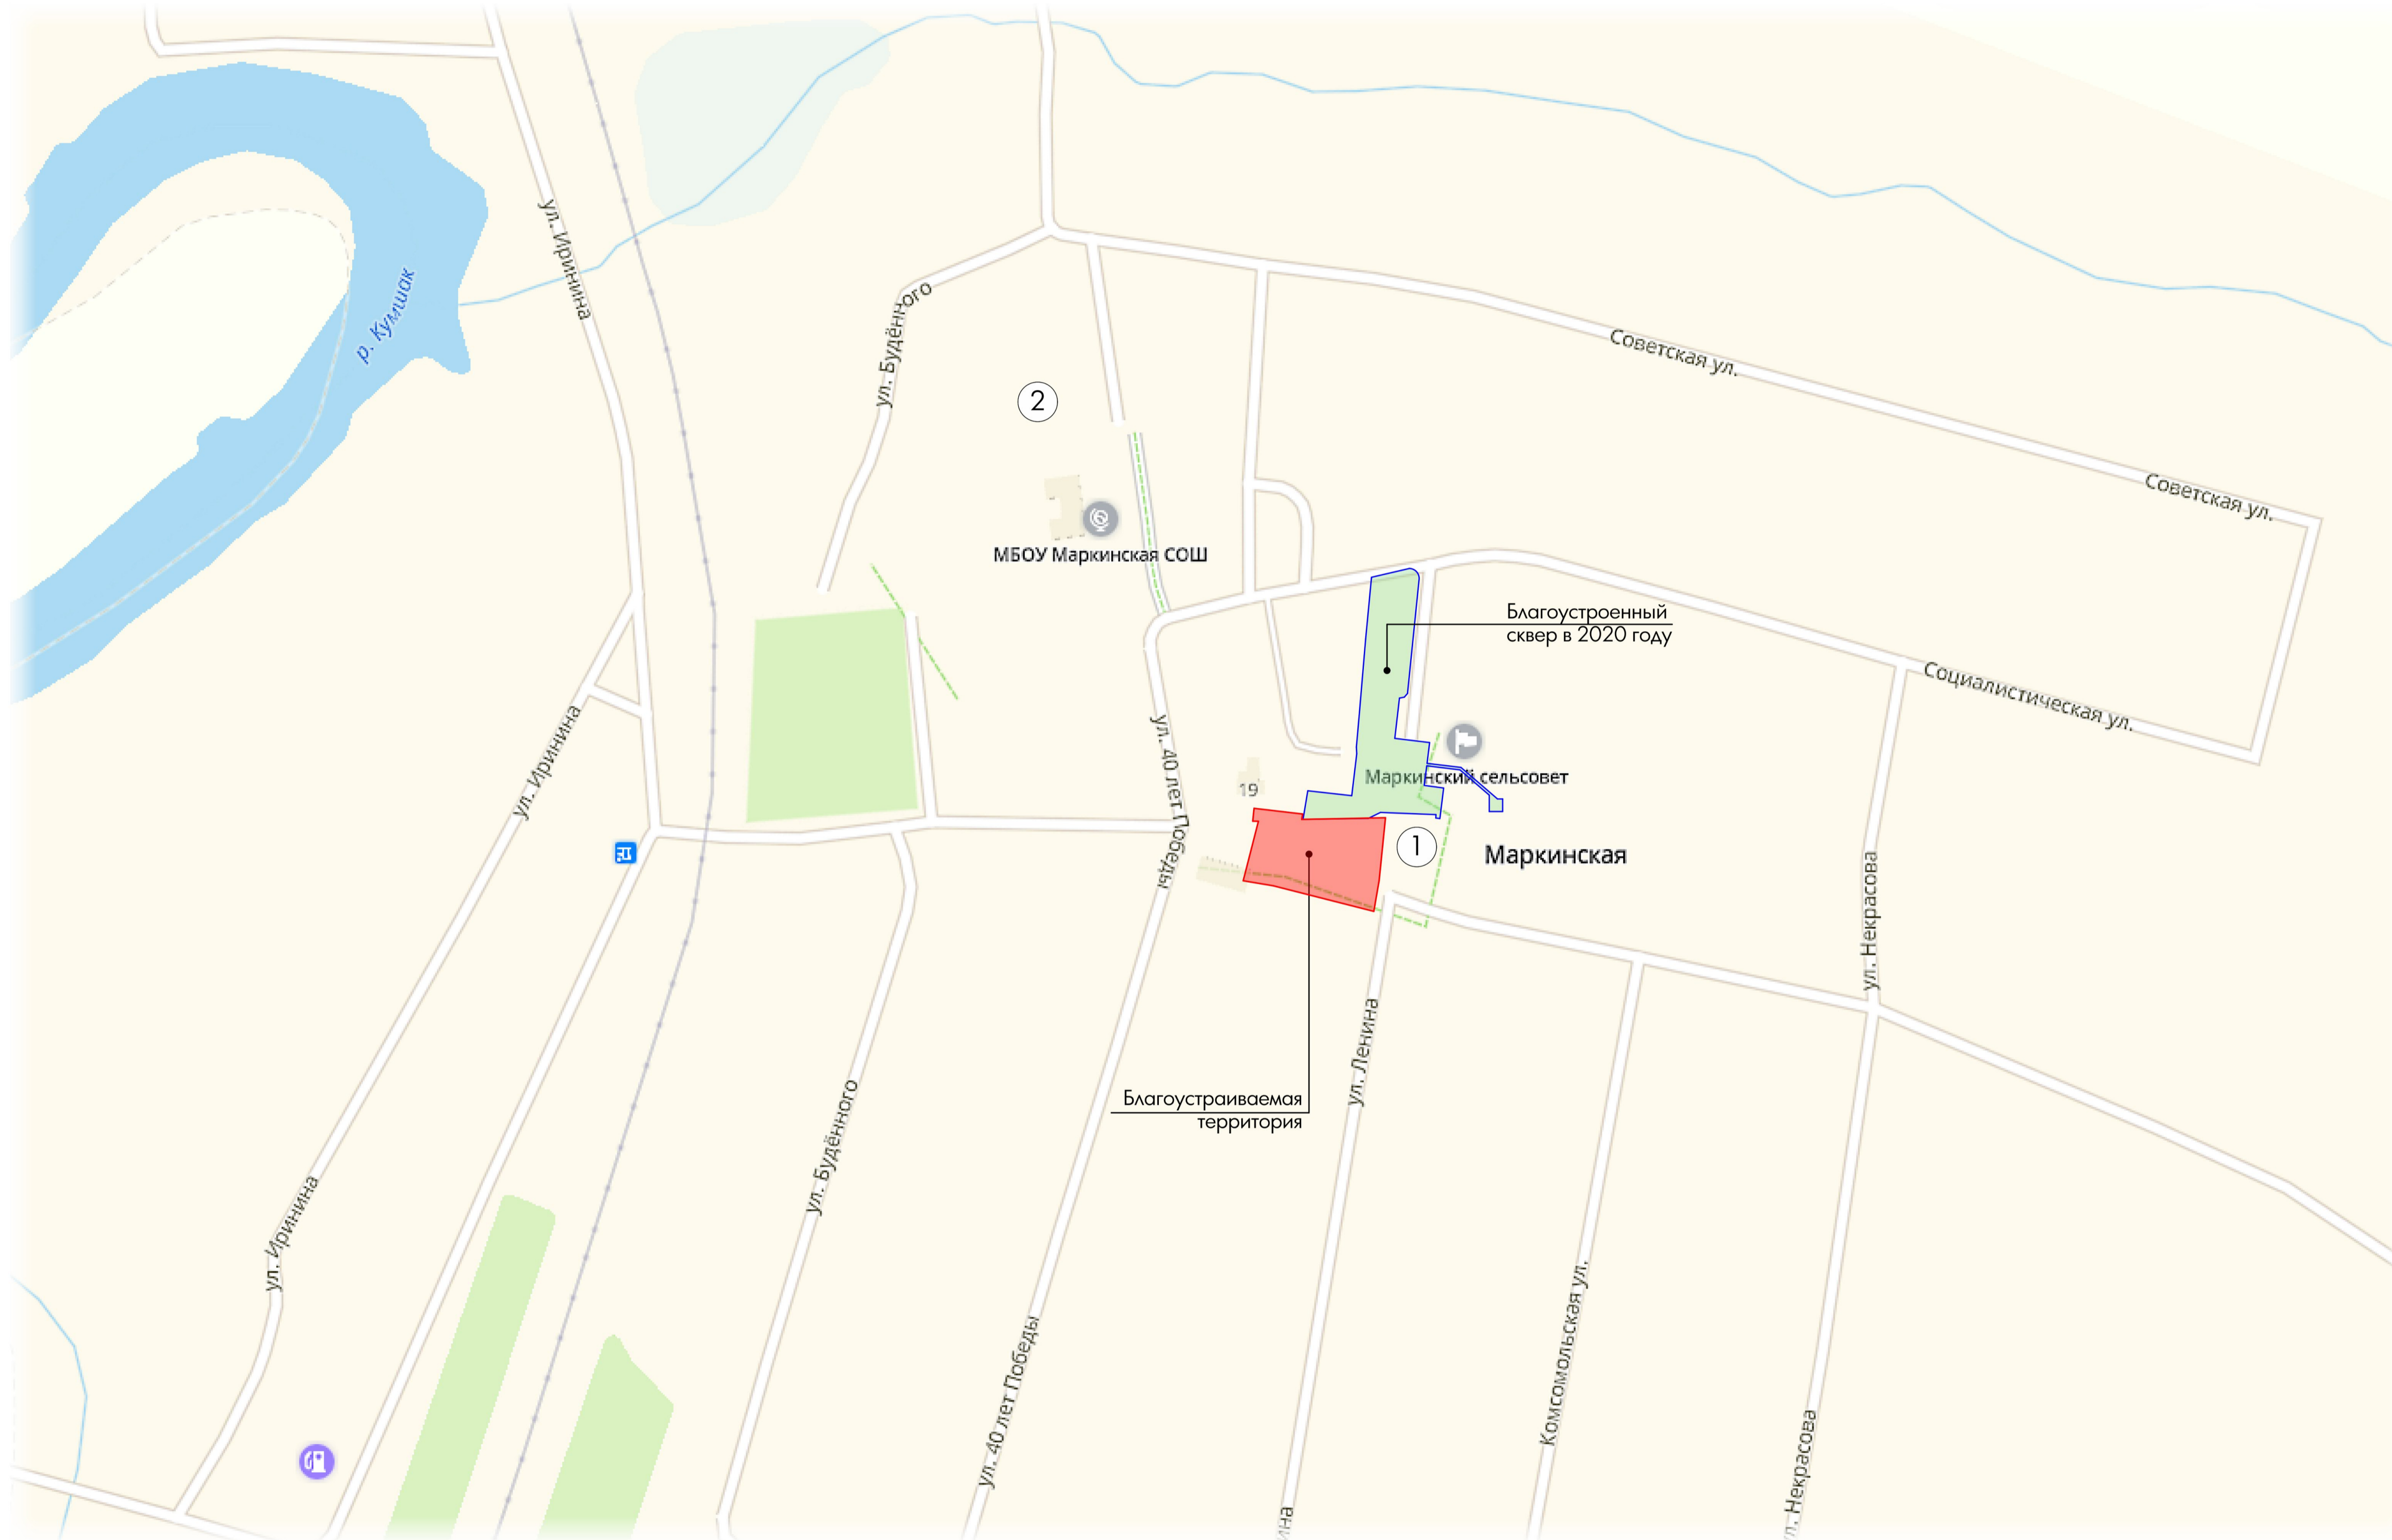 ул. Иринина
р. Кумшак
ул. Будённого
Советская ул.
2
Советская ул.
МБОУ Маркинская СОШ
Благоустроенный
сквер в 2020 году
Социалистическая ул.
ул. Иринина
ул. 40 лет Победы
Маркинский сельсовет
19
1
Маркинская
ул. Некрасова
ул. Ленина
Благоустраиваемая
территория
ул. Будённого
ул. Иринина
ул. 40 лет Победы
Комсомольская ул.
ул. Некрасова
ина